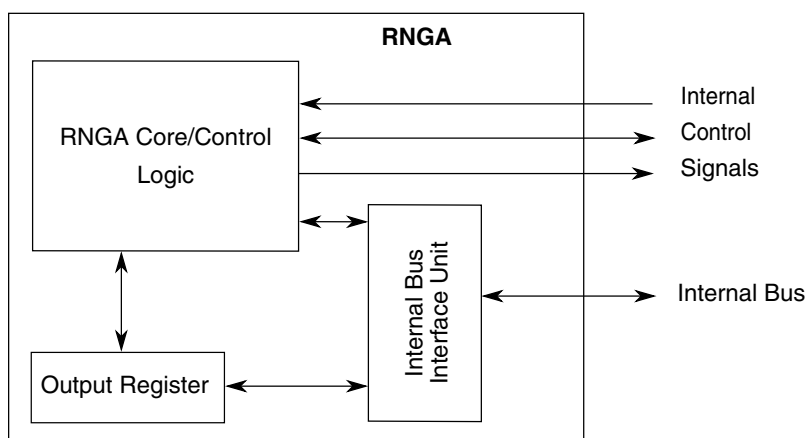 RNGA
RNGA Core/Control
Logic
Internal
Control
Signals
Internal Bus
Interface Unit
Internal Bus
Output Register